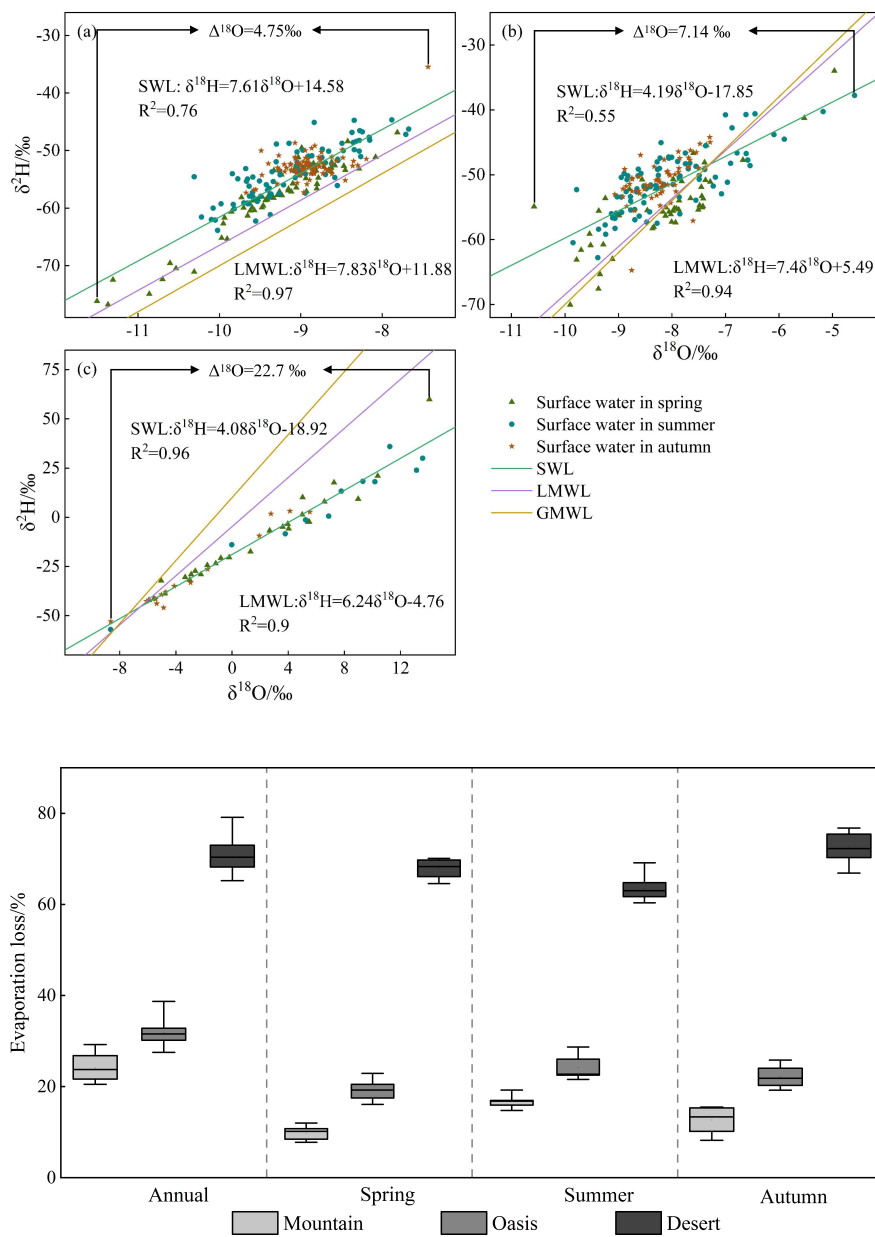 (a)
Δ¹⁸O=4.75‰
SWL: δ¹⁸H=7.61δ¹⁸O+14.58
R²=0.76
LMWL:δ¹⁸H=7.83δ¹⁸O+11.88
R²=0.97
δ²H/‰
-30
-40
-50
-60
-70
-11
-10
-9
-8
(b)
Δ¹⁸O=7.14 ‰
SWL: δ¹⁸H=4.19δ¹⁸O-17.85
R²=0.55
LMWL:δ¹⁸H=7.4δ¹⁸O+5.49
R²=0.94
-30
-40
-50
-60
-70
-11
-10
-9
-8
-7
-6
-5
-4
δ¹⁸O/‰
(c)
Δ¹⁸O=22.7 ‰
SWL:δ¹⁸H=4.08δ¹⁸O-18.92
R²=0.96
LMWL:δ¹⁸H=6.24δ¹⁸O-4.76
R²=0.9
δ²H/‰
75
50
25
0
-25
-50
-8
-4
0
4
8
12
δ¹⁸O/‰
Surface water in spring
Surface water in summer
Surface water in autumn
SWL
LMWL
GMWL
Evaporation loss/%
80
60
40
20
0
Annual Spring Summer Autumn
Mountain Oasis Desert